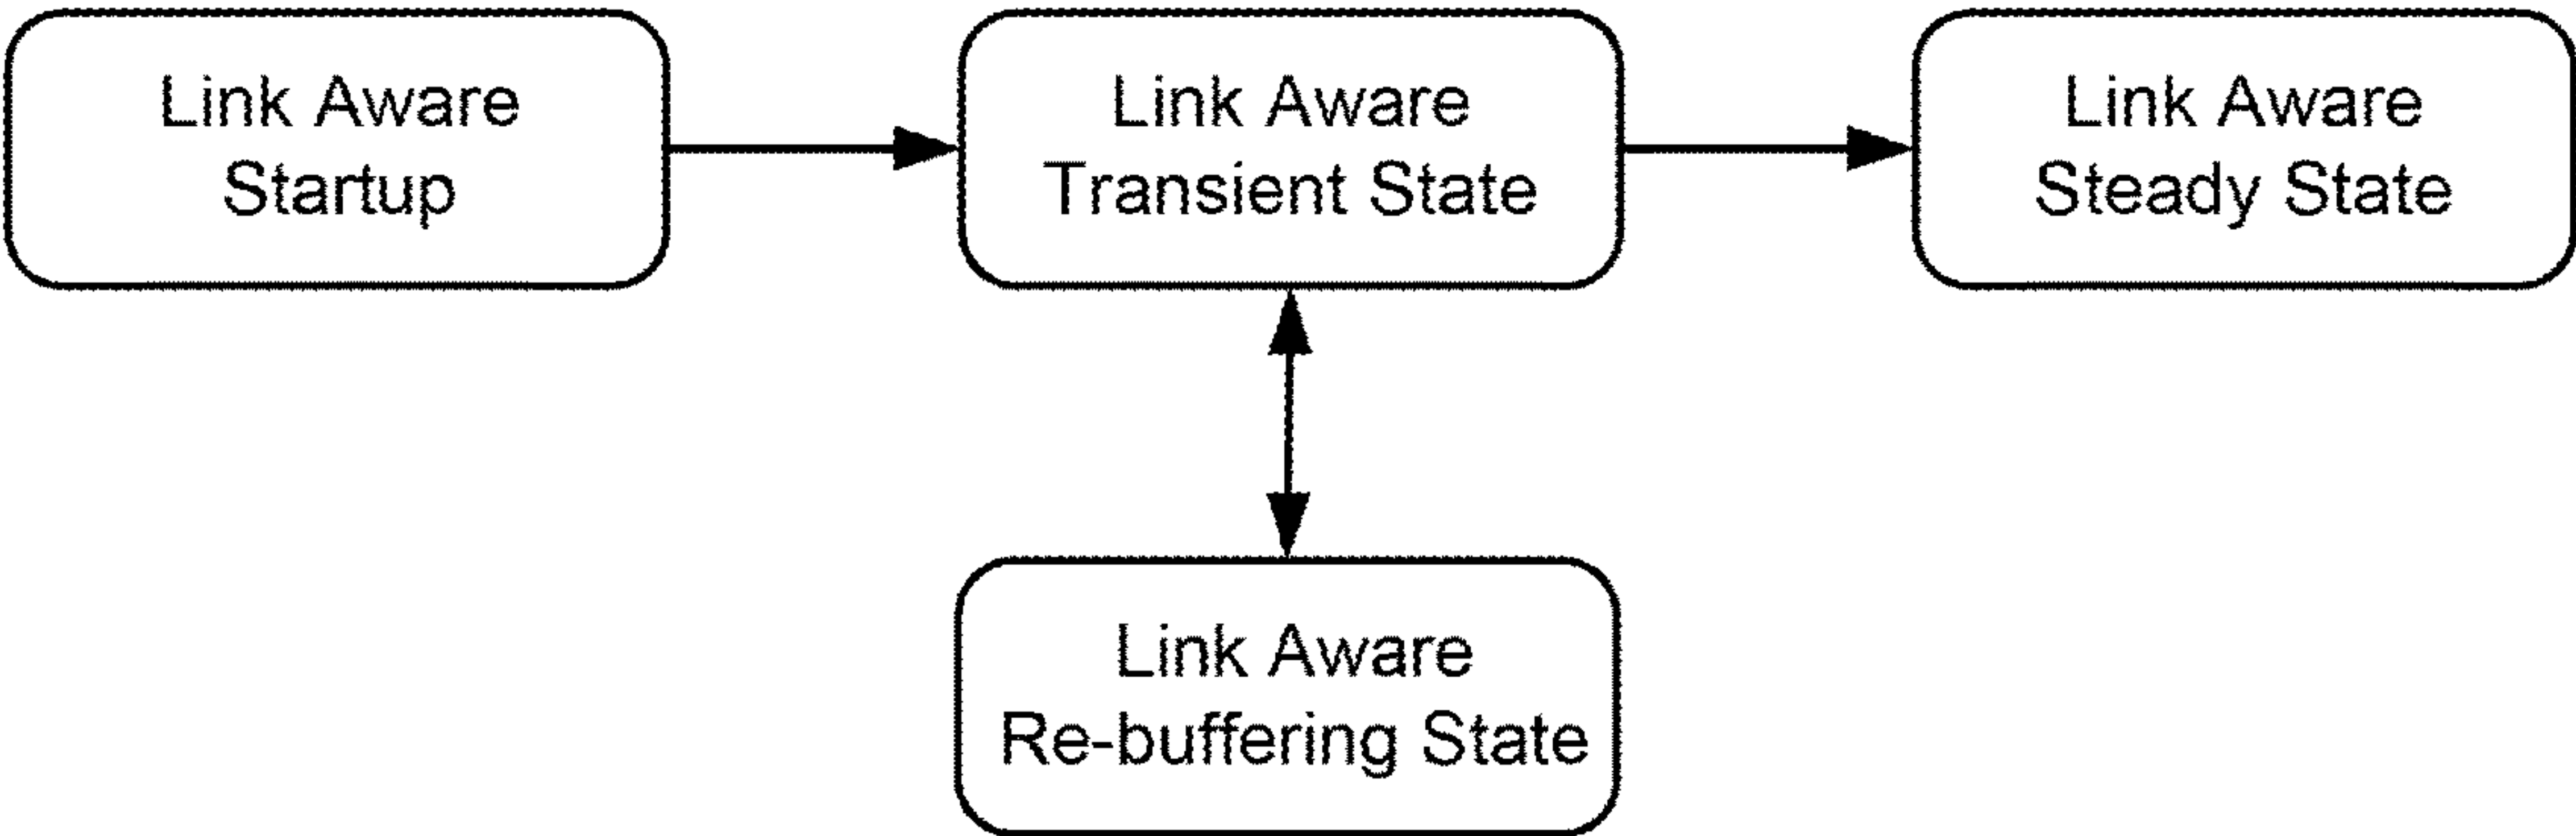 Link Aware
Startup
Link Aware
Transient State
Link Aware
Steady State
Link Aware
Re-buffering State